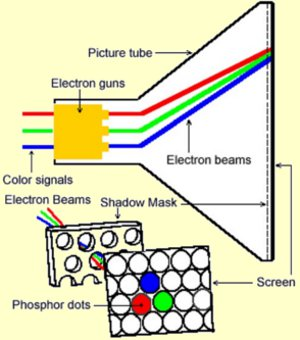 Picture tube
Electron guns
Electron beams
Color signals
Electron Beams
Shadow Mask
Screen
Phosphor dots